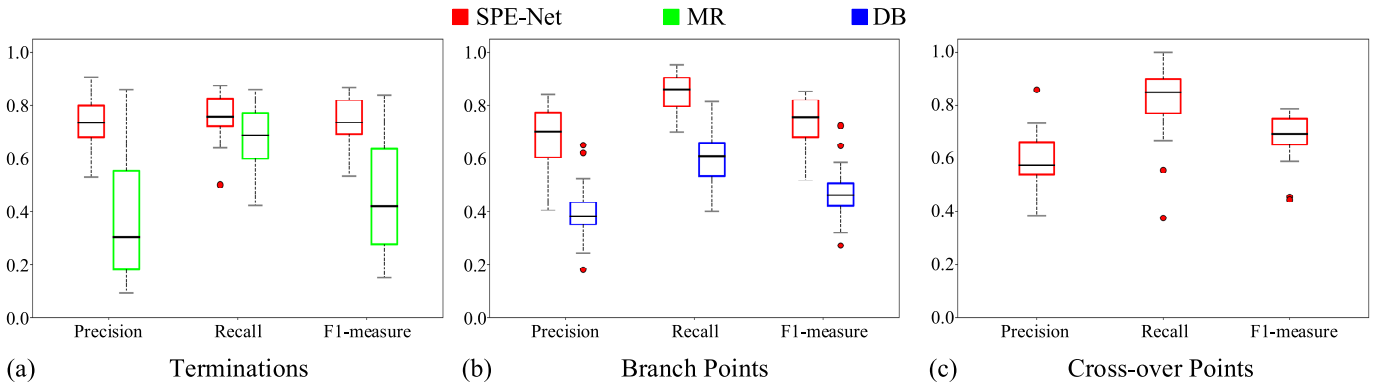 SPE-Net MR DB
1.0
0.8
0.6
0.4
0.2
0.0
Precision Recall F1-measure
(a) Terminations
1.0
0.8
0.6
0.4
0.2
0.0
Precision Recall F1-measure
(b) Branch Points
1.0
0.8
0.6
0.4
0.2
0.0
Precision Recall F1-measure
(c) Cross-over Points